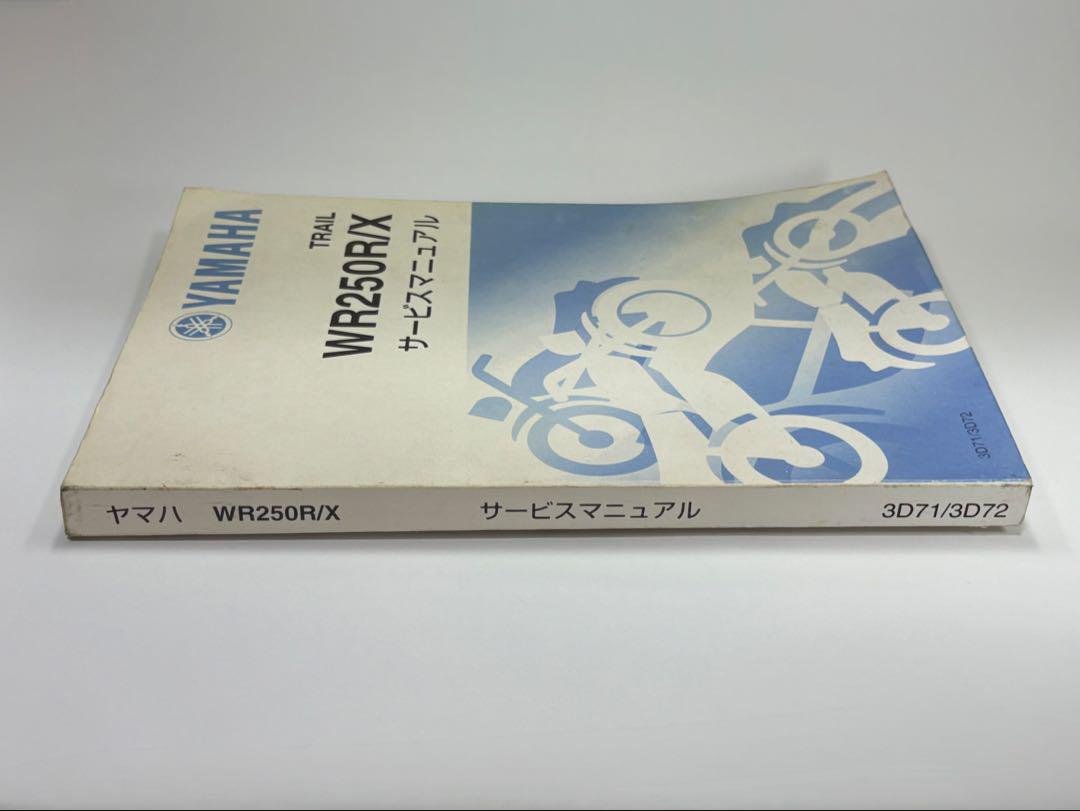 YAMAHA
TRAIL
WR250R/X
サービスマニュアル
3D71/3D72
ヤマハ WR250R/X サービスマニュアル 3D71/3D72